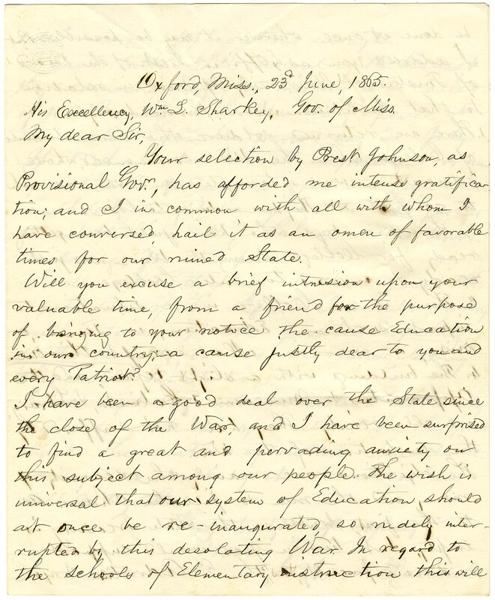 Oxford Miss., 23d June 1865.
His Excellency, Wm L. Sharkey, Gov. of Miss.
My dear Sir,
Your selection by Prest Johnson, as
Provisional Govr., has afforded me intense gratifica-
tion; and I in common with all with whom I
have conversed, hail it as an omen of favorable
times for our ruined State.
Will you excuse a brief intrusion upon your
valuable time, from a friend for the purpose
of bringing to your notice the cause Education
in our country; a cause justly dear to you and
every Patriot?
I have been a good deal over the State since
the close of the War, and I have been surprised
to find a great and pervading anxiety on
this subject among our people. The wish is
universal that our system of Education should
at once be re-inaugurated, so rudely inter-
rupted by this desolating War. In regard to
the schools of Elementary instruction this will